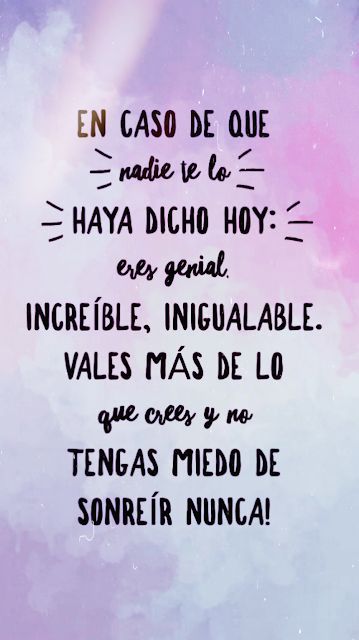 EN CASO DE QUE
nadie te lo
HAYA DICHO HOY:
eres genial,
INCREÍBLE, INIGUALABLE.
VALES MÁS DE LO
que crees y no
TENGAS MIEDO DE
SONREÍR NUNCA!